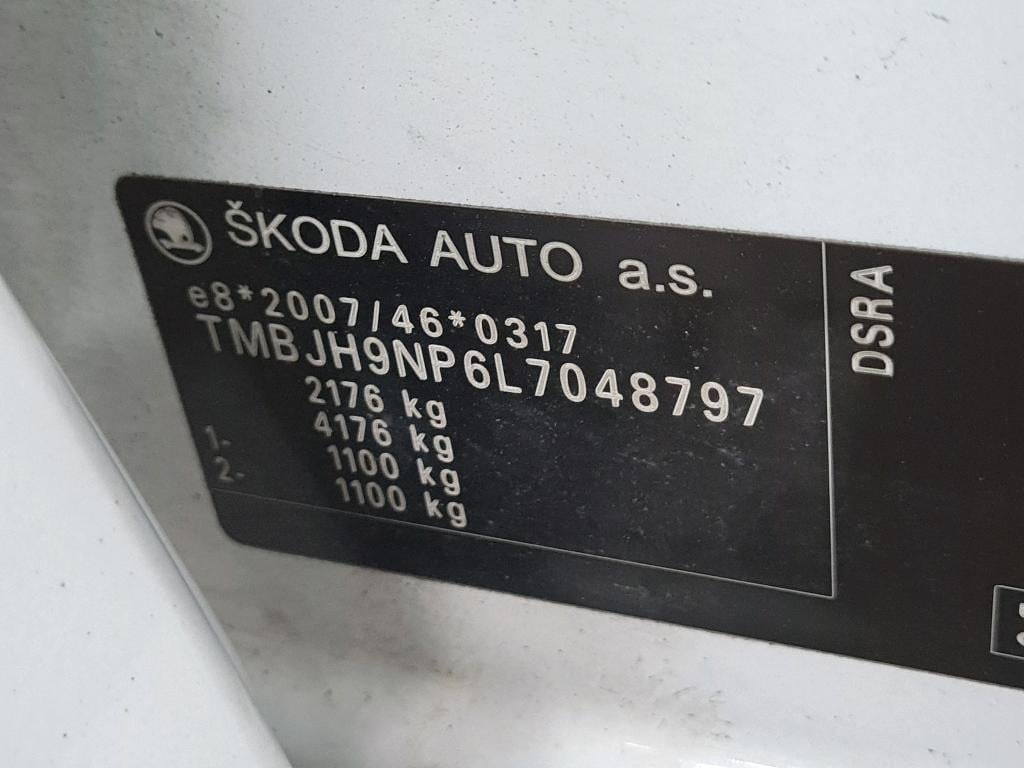 ŠKODA AUTO a.s.
e8*2007/46*0317
TMBJH9NP6L7048797
2176 kg
4176 kg
1- 1100 kg
2- 1100 kg
DSRA